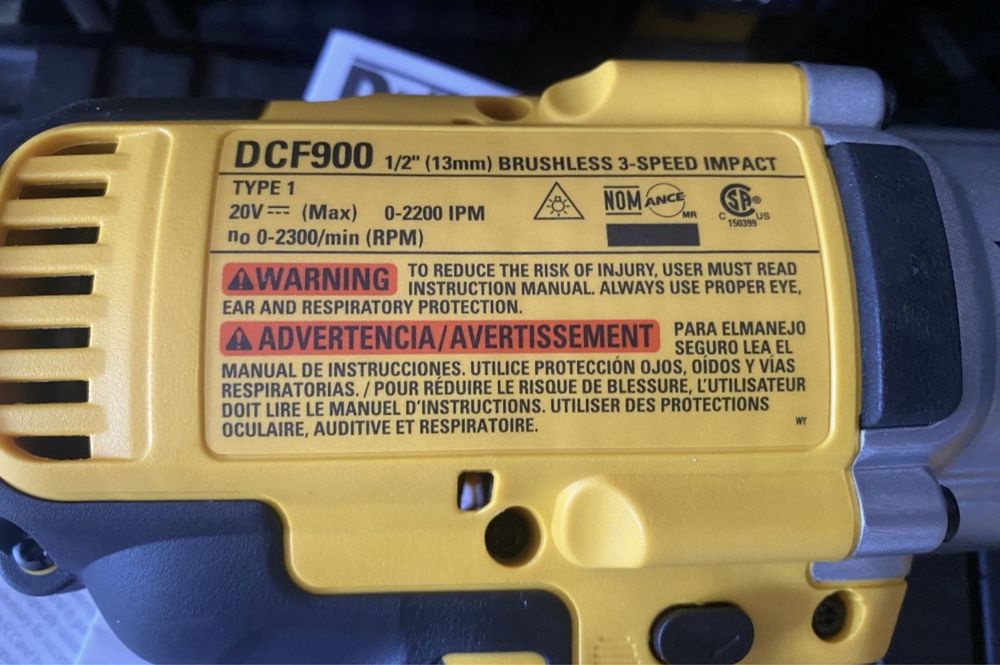 DCF900 1/2" (13mm) BRUSHLESS 3-SPEED IMPACT
TYPE 1
20V (Max) 0-2200 IPM
no 0-2300/min (RPM)
NOM ANCE MR
SA ®
C US
150399
WARNING TO REDUCE THE RISK OF INJURY, USER MUST READ
INSTRUCTION MANUAL. ALWAYS USE PROPER EYE,
EAR AND RESPIRATORY PROTECTION.
ADVERTENCIA/AVERTISSEMENT PARA ELMANEJO
SEGURO LEA EL
MANUAL DE INSTRUCCIONES. UTILICE PROTECCIÓN OJOS, OÍDOS Y VÍAS
RESPIRATORIAS. / POUR RÉDUIRE LE RISQUE DE BLESSURE, L'UTILISATEUR
DOIT LIRE LE MANUEL D'INSTRUCTIONS. UTILISER DES PROTECTIONS
OCULAIRE, AUDITIVE ET RESPIRATOIRE.
WY